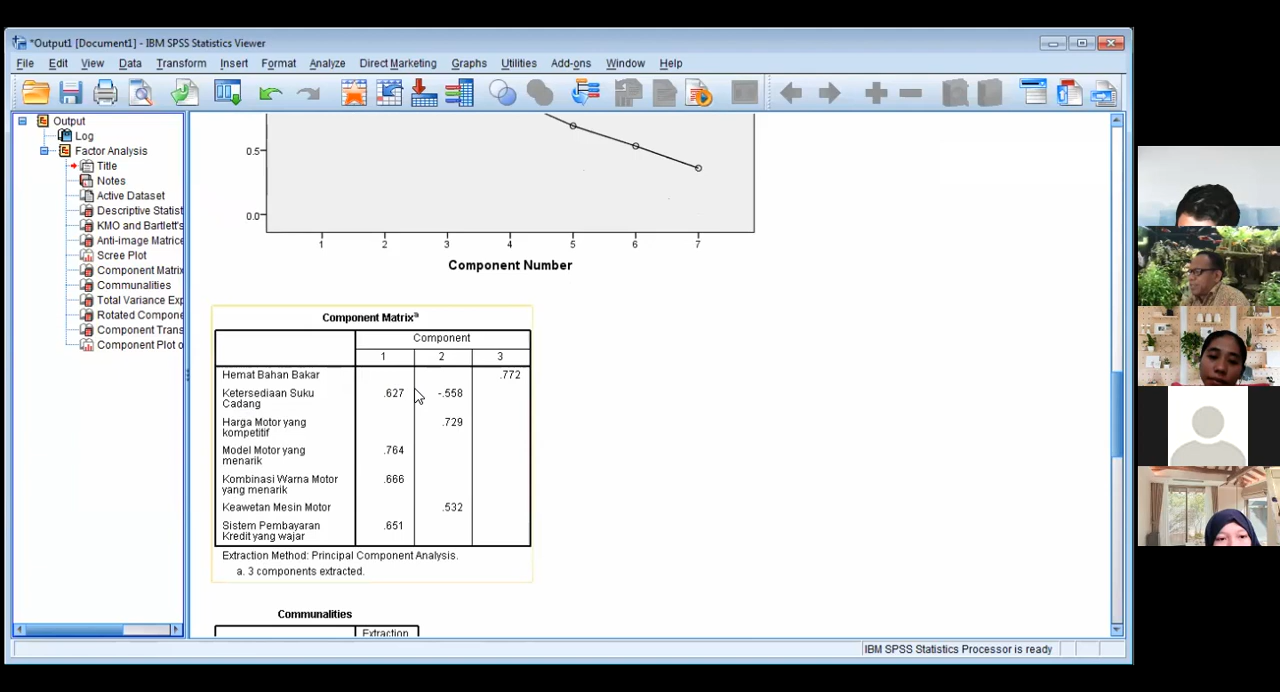 *Output1 [Document1] - IBM SPSS Statistics Viewer
File Edit View Data Transform Insert Format Analyze Direct Marketing Graphs Utilities Add-ons Window Help
Output
Log
Factor Analysis
Title
Notes
Active Dataset
Descriptive Statist
KMO and Bartlett's
Anti-image Matrice
Scree Plot
Component Matrix
Communalities
Total Variance Exp
Rotated Compone
Component Trans
Component Plot o
0.5
0.0
1 2 3 4 5 6 7
Component Number
Component Matrixa
Component
1 2 3
Hemat Bahan Bakar .772
Ketersediaan Suku .627 -.558
Cadang
Harga Motor yang .729
kompetitif
Model Motor yang .764
menarik
Kombinasi Warna Motor .666
yang menarik
Keawetan Mesin Motor .532
Sistem Pembayaran .651
Kredit yang wajar
Extraction Method: Principal Component Analysis.
a. 3 components extracted.
Communalities
Extraction
IBM SPSS Statistics Processor is ready